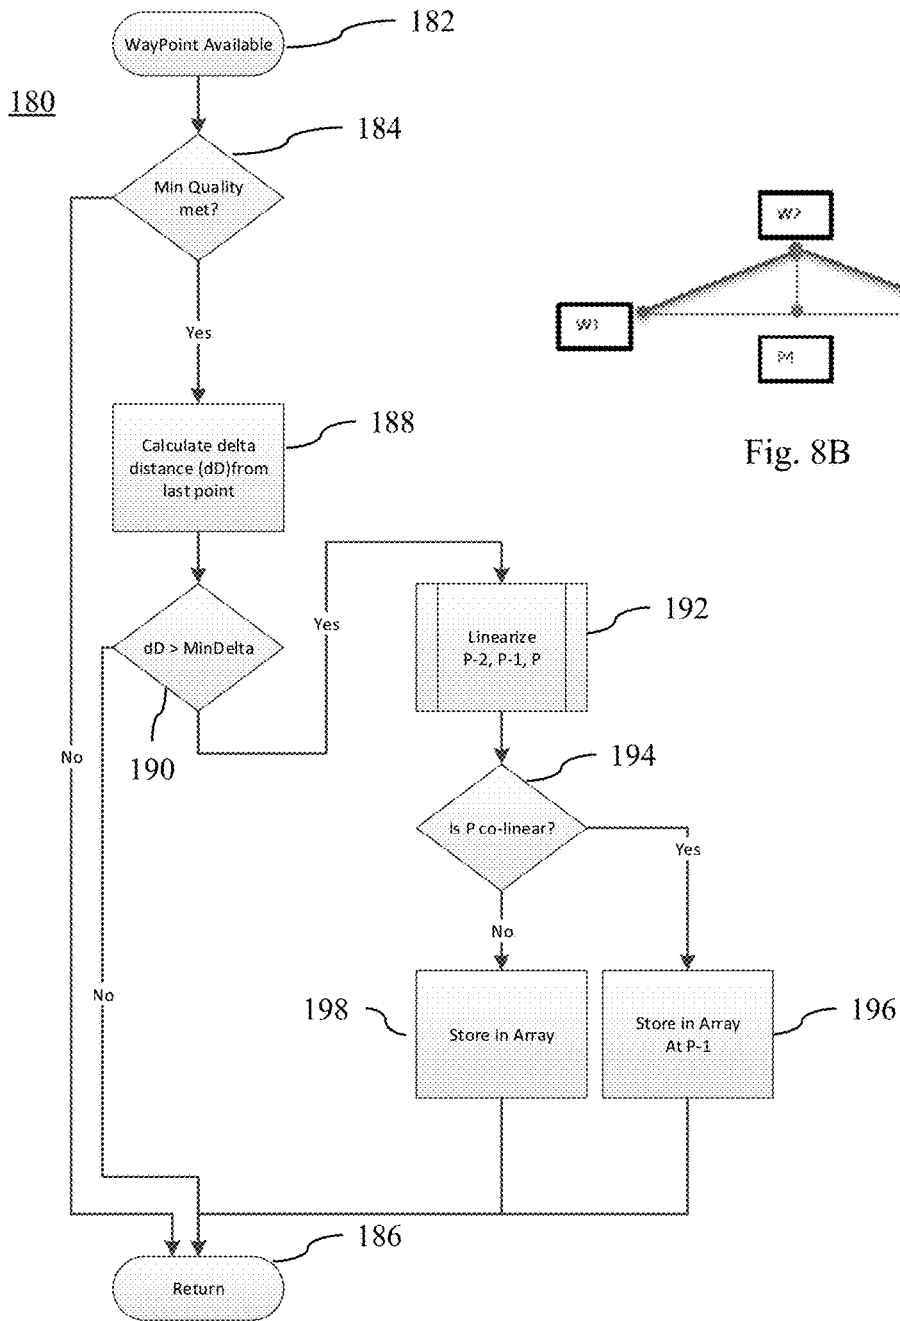 182
WayPoint Available
180
184
Min Quality
met?
W2
W1
Yes
188
Calculate delta
distance (dD)from
last point
Fig. 8B
192
Yes
Linearize
P-2, P-1, P
dD > MinDelta
190
No
194
Is P co-linear?
Yes
No
No
198
196
Store in Array
Store in Array
At P-1
186
Return